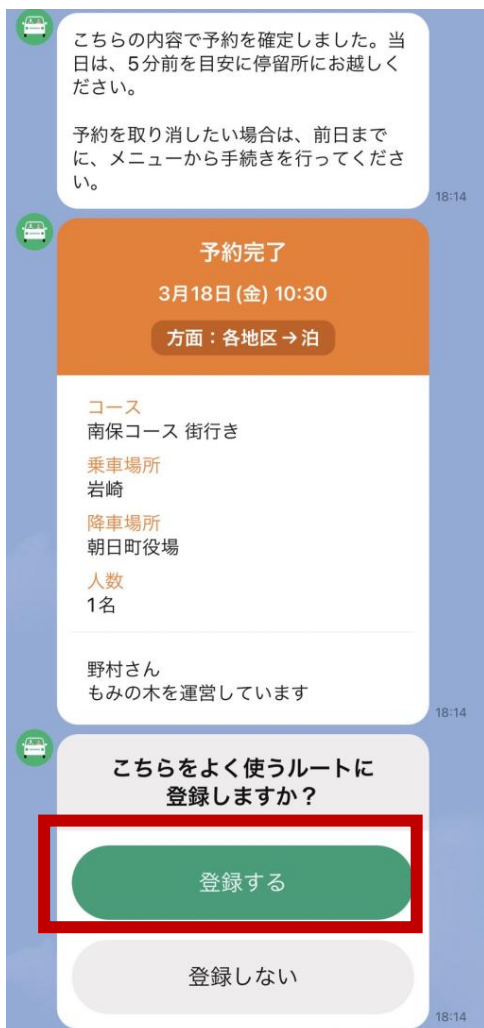 こちらの内容で予約を確定しました。当
日は、5分前を目安に停留所にお越しく
ださい。
予約を取り消したい場合は、前日まで
に、メニューから手続きを行ってくださ
い。
18:14
予約完了
3月18日(金) 10:30
方面：各地区→泊
コース
南保コース 街行き
乗車場所
岩崎
降車場所
朝日町役場
人数
1名
野村さん
もみの木を運営しています
18:14
こちらをよく使うルートに
登録しますか？
登録する
登録しない
18:14